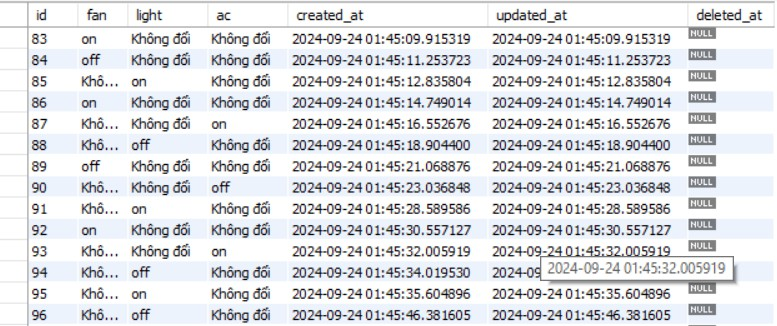 id fan light ac created_at updated_at deleted_at
83 on Không đổi Không đổi 2024-09-24 01:45:09.915319 2024-09-24 01:45:09.915319 NULL
84 off Không đổi Không đổi 2024-09-24 01:45:11.253723 2024-09-24 01:45:11.253723 NULL
85 Khô... on Không đổi 2024-09-24 01:45:12.835804 2024-09-24 01:45:12.835804 NULL
86 on Không đổi Không đổi 2024-09-24 01:45:14.749014 2024-09-24 01:45:14.749014 NULL
87 Khô... Không đổi on 2024-09-24 01:45:16.552676 2024-09-24 01:45:16.552676 NULL
88 Khô... off Không đổi 2024-09-24 01:45:18.904400 2024-09-24 01:45:18.904400 NULL
89 off Không đổi Không đổi 2024-09-24 01:45:21.068876 2024-09-24 01:45:21.068876 NULL
90 Khô... Không đổi off 2024-09-24 01:45:23.036848 2024-09-24 01:45:23.036848 NULL
91 Khô... on Không đổi 2024-09-24 01:45:28.589586 2024-09-24 01:45:28.589586 NULL
92 on Không đổi Không đổi 2024-09-24 01:45:30.557127 2024-09-24 01:45:30.557127 NULL
93 Khô... Không đổi on 2024-09-24 01:45:32.005919 2024-09-24 01:45:32.005919 NULL
94 Khô... off Không đổi 2024-09-24 01:45:34.019530 2024-09-2 2024-09-24 01:45:32.005919 NULL
95 Khô... on Không đổi 2024-09-24 01:45:35.604896 2024-09-24 01:45:35.604896 NULL
96 Khô... off Không đổi 2024-09-24 01:45:46.381605 2024-09-24 01:45:46.381605 NULL